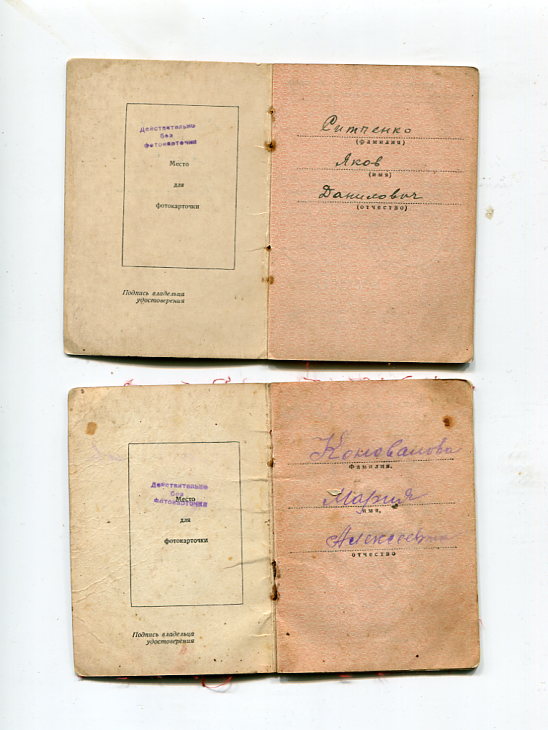 Действительно
без
фотокарточки
Место
для
фотокарточки
Подпись владельца
удостоверения
Ритченко
(фамилия)
Яков
(имя)
Данилович
(отчество)
Действительно
без
фотокарточки
Место
для
фотокарточки
Подпись владельца
удостоверения
Коновалова
Фамилия,
Мария
имя,
Алексеевна
отчество